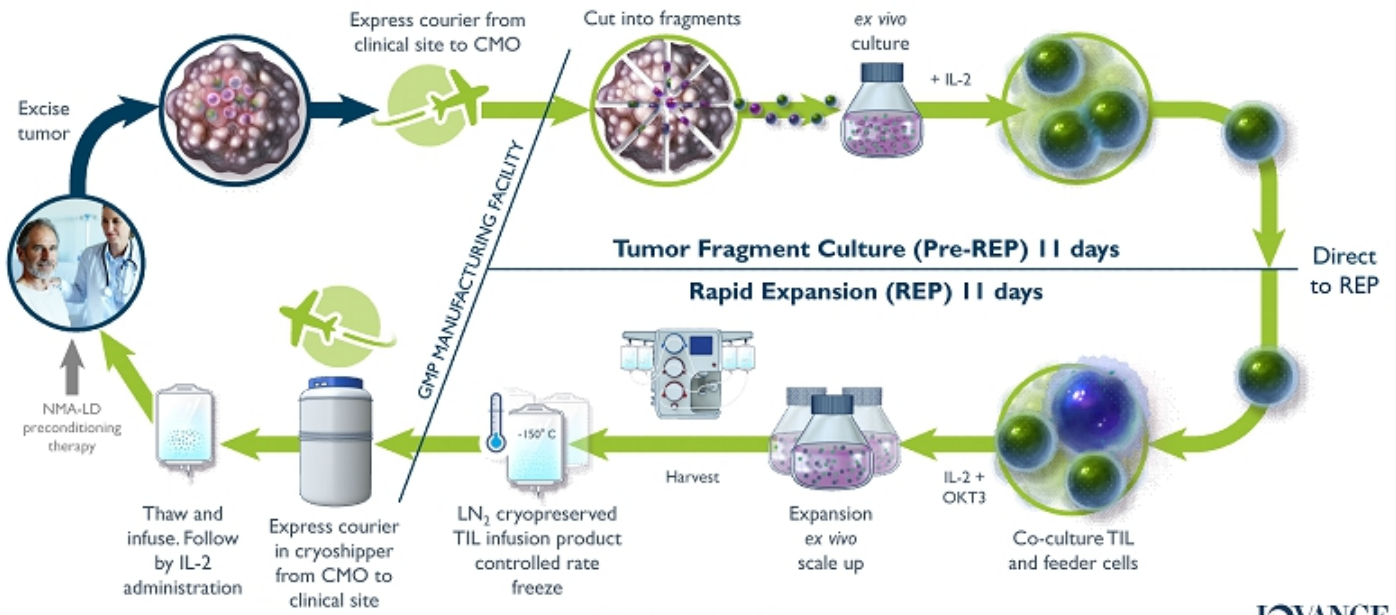 Express courier from
clinical site to CMO
Cut into fragments
ex vivo
culture
+ IL-2
Excise
tumor
GMP MANUFACTURING FACILITY
Tumor Fragment Culture (Pre-REP) 11 days
Rapid Expansion (REP) 11 days
Direct
to REP
NMA-LD
preconditioning
therapy
-150° C
Harvest
IL-2 +
OKT3
Thaw and
infuse. Follow
by IL-2
administration
Express courier
in cryoshipper
from CMO to
clinical site
LN₂ cryopreserved
TIL infusion product
controlled rate
freeze
Expansion
ex vivo
scale up
Co-culture TIL
and feeder cells